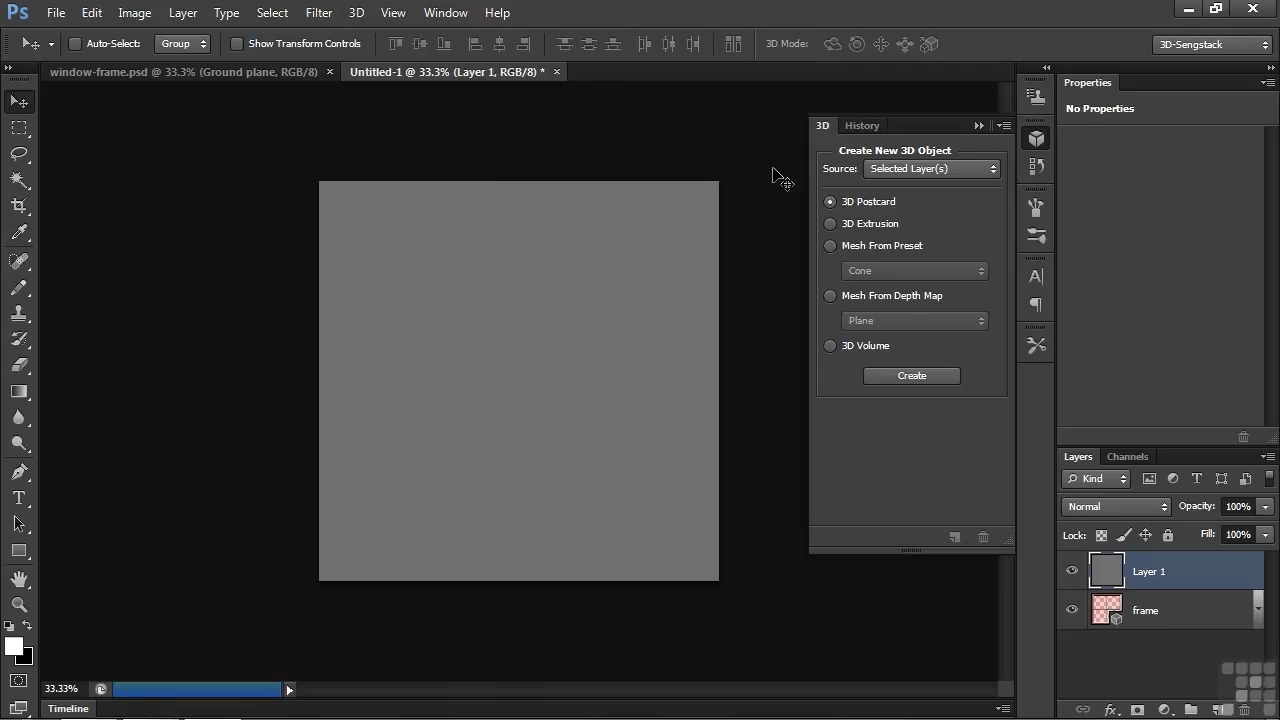 Ps File Edit Image Layer Type Select Filter 3D View Window Help
Auto-Select: Group Show Transform Controls 3D Mode: 3D-Sengstack
window-frame.psd @ 33.3% (Ground plane, RGB/8) × Untitled-1 @ 33.3% (Layer 1, RGB/8) * ×
Properties
No Properties
3D History
Create New 3D Object
Source: Selected Layer(s)
3D Postcard
3D Extrusion
Mesh From Preset
Cone
Mesh From Depth Map
Plane
3D Volume
Create
Layers Channels
Kind
Normal Opacity: 100%
Lock: Fill: 100%
Layer 1
frame
33.33%
Timeline